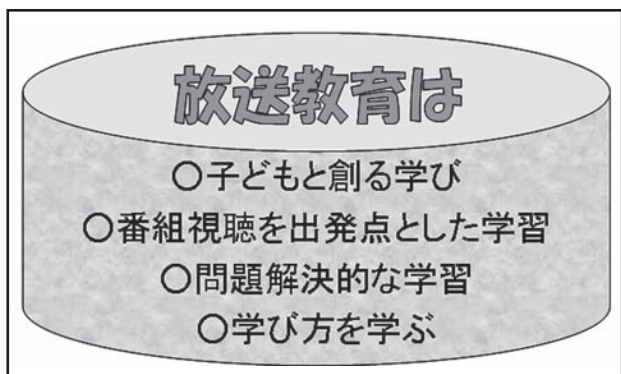 放送教育は
○子どもと創る学び
○番組視聴を出発点とした学習
○問題解決的な学習
○学び方を学ぶ